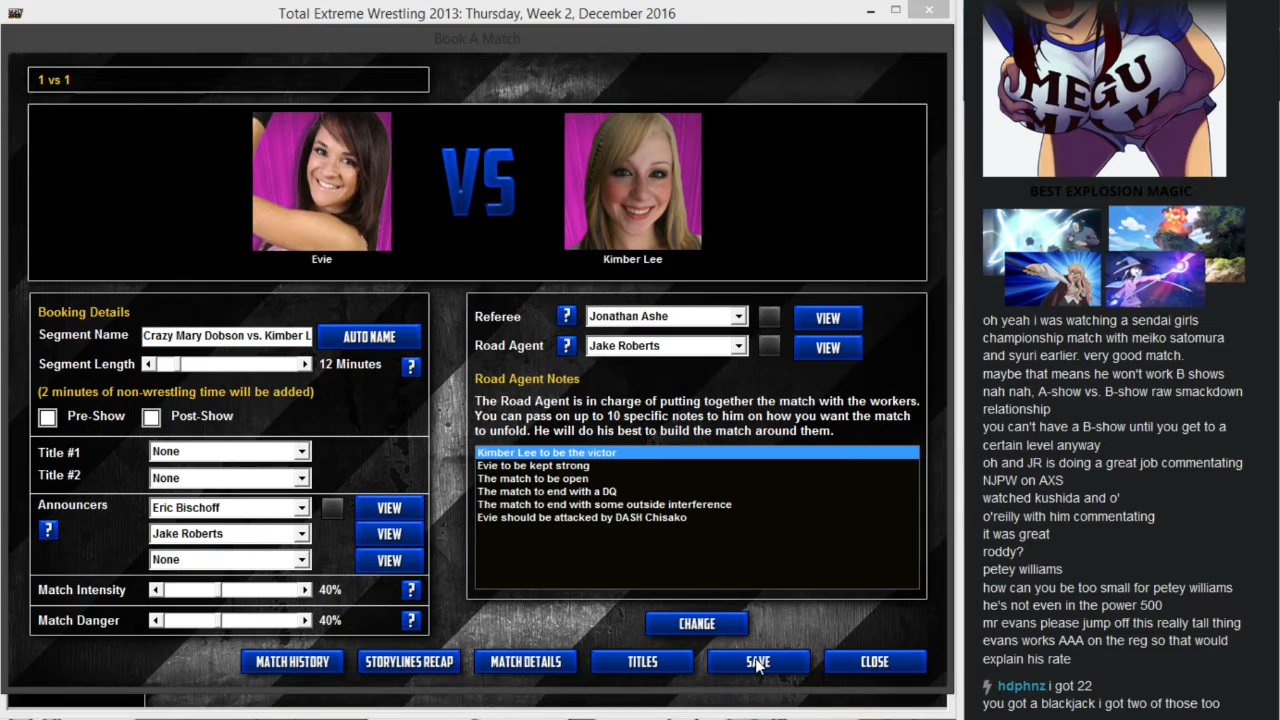 Total Extreme Wrestling 2013: Thursday, Week 2, December 2016
Book A Match
1 vs 1
VS
Evie
Kimber Lee
Booking Details
Segment Name
Crazy Mary Dobson vs. Kimber L
AUTO NAME
Segment Length
12 Minutes
?
(2 minutes of non-wrestling time will be added)
Pre-Show
Post-Show
Title #1
None
Title #2
None
Announcers
Eric Bischoff
VIEW
?
Jake Roberts
VIEW
None
VIEW
Match Intensity
40%
?
Match Danger
40%
?
Referee
?
Jonathan Ashe
VIEW
Road Agent
?
Jake Roberts
VIEW
Road Agent Notes
The Road Agent is in charge of putting together the match with the workers.
You can pass on up to 10 specific notes to him on how you want the match
to unfold. He will do his best to build the match around them.
Kimber Lee to be the victor
Evie to be kept strong
The match to be open
The match to end with a DQ
The match to end with some outside interference
Evie should be attacked by DASH Chisako
CHANGE
MATCH HISTORY
STORYLINES RECAP
MATCH DETAILS
TITLES
SAVE
CLOSE
MEGU
BEST EXPLOSION MAGIC
oh yeah i was watching a sendai girls
championship match with meiko satomura
and syuri earlier. very good match.
maybe that means he won't work B shows
nah nah, A-show vs. B-show raw smackdown
relationship
you can't have a B-show until you get to a
certain level anyway
oh and JR is doing a great job commentating
NJPW on AXS
watched kushida and o'
o'reilly with him commentating
it was great
roddy?
petey williams
how can you be too small for petey williams
he's not even in the power 500
mr evans please jump off this really tall thing
evans works AAA on the reg so that would
explain his rate
hdphnz i got 22
you got a blackjack i got two of those too